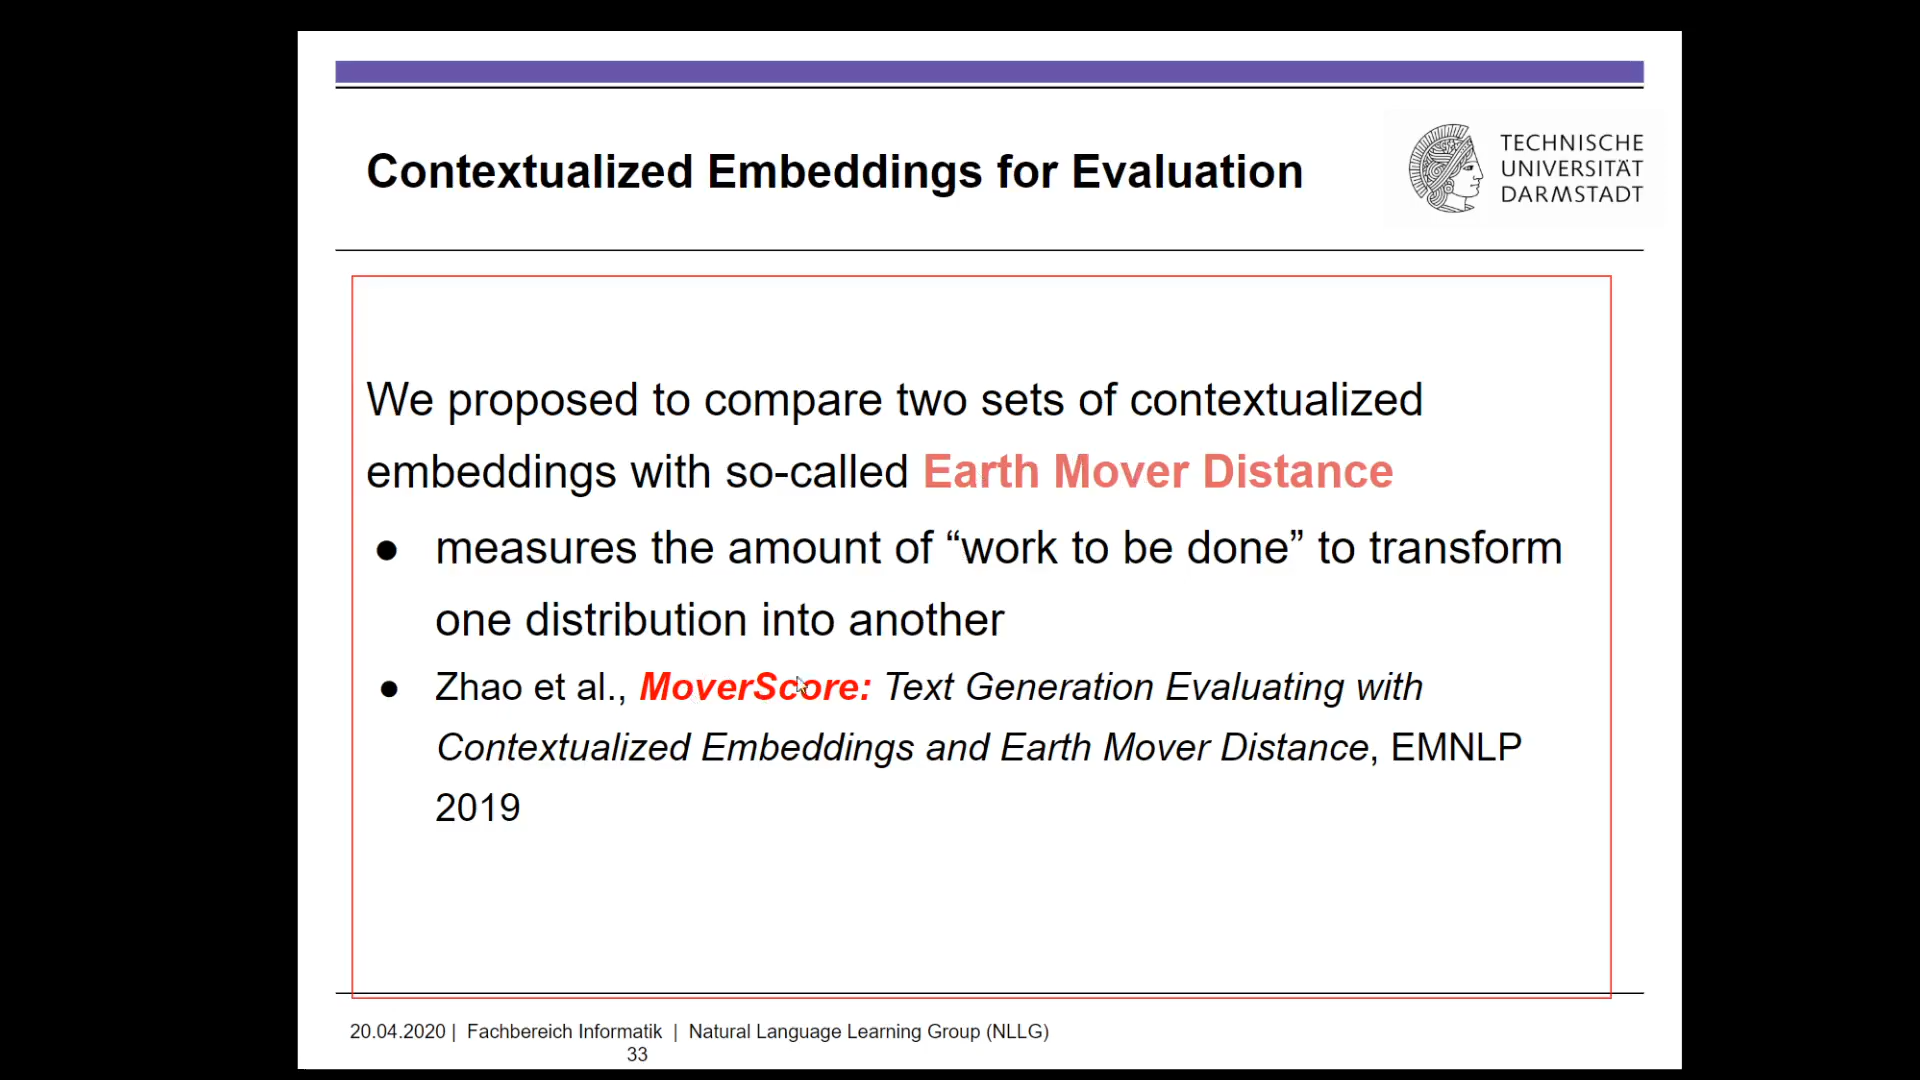 Contextualized Embeddings for Evaluation
TECHNISCHE
UNIVERSITÄT
DARMSTADT
We proposed to compare two sets of contextualized
embeddings with so-called Earth Mover Distance
● measures the amount of “work to be done” to transform
one distribution into another
● Zhao et al., MoverScore: Text Generation Evaluating with
Contextualized Embeddings and Earth Mover Distance, EMNLP
2019
20.04.2020 | Fachbereich Informatik | Natural Language Learning Group (NLLG)
33